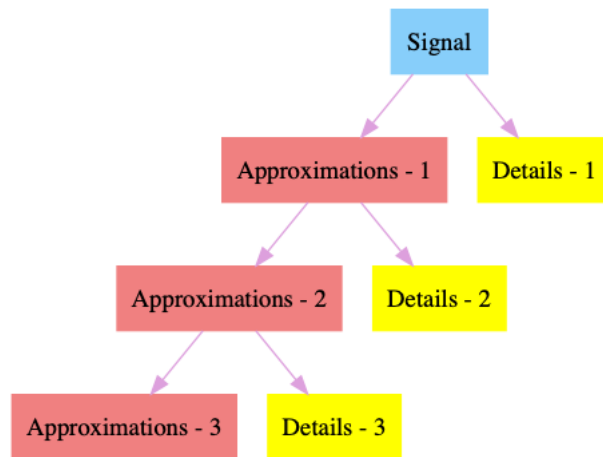 Signal
Approximations - 1
Details - 1
Approximations - 2
Details - 2
Approximations - 3
Details - 3